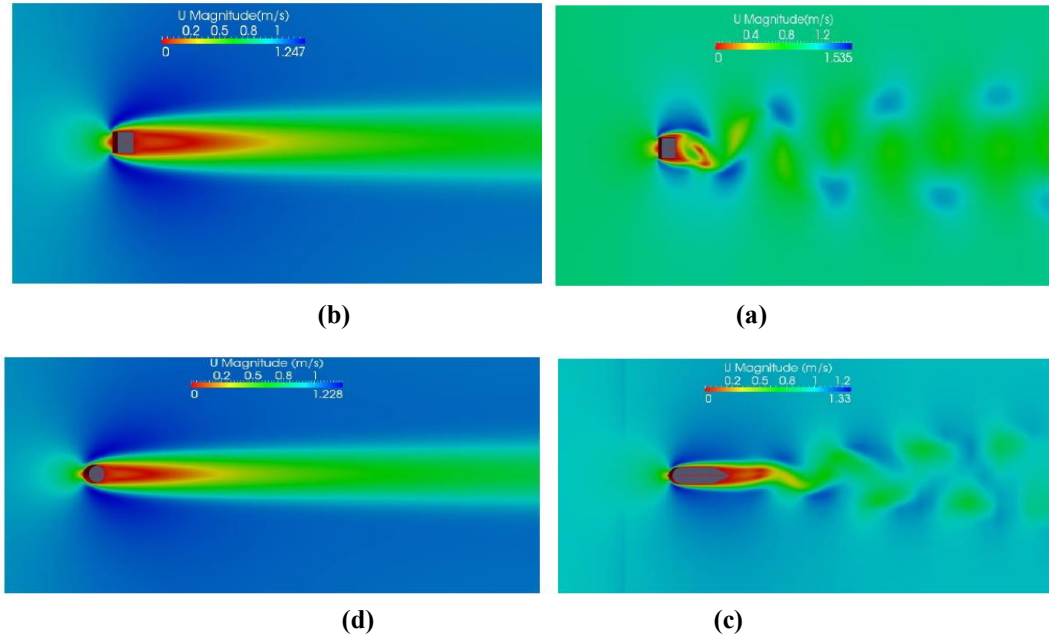 U Magnitude(m/s)
0.2 0.5 0.8 1
0 1.247
U Magnitude(m/s)
0.4 0.8 1.2
0 1.535
(b)
(a)
U Magnitude (m/s)
0.2 0.5 0.8 1
0 1.228
U Magnitude (m/s)
0.2 0.5 0.8 1 1.2
0 1.33
(d)
(c)